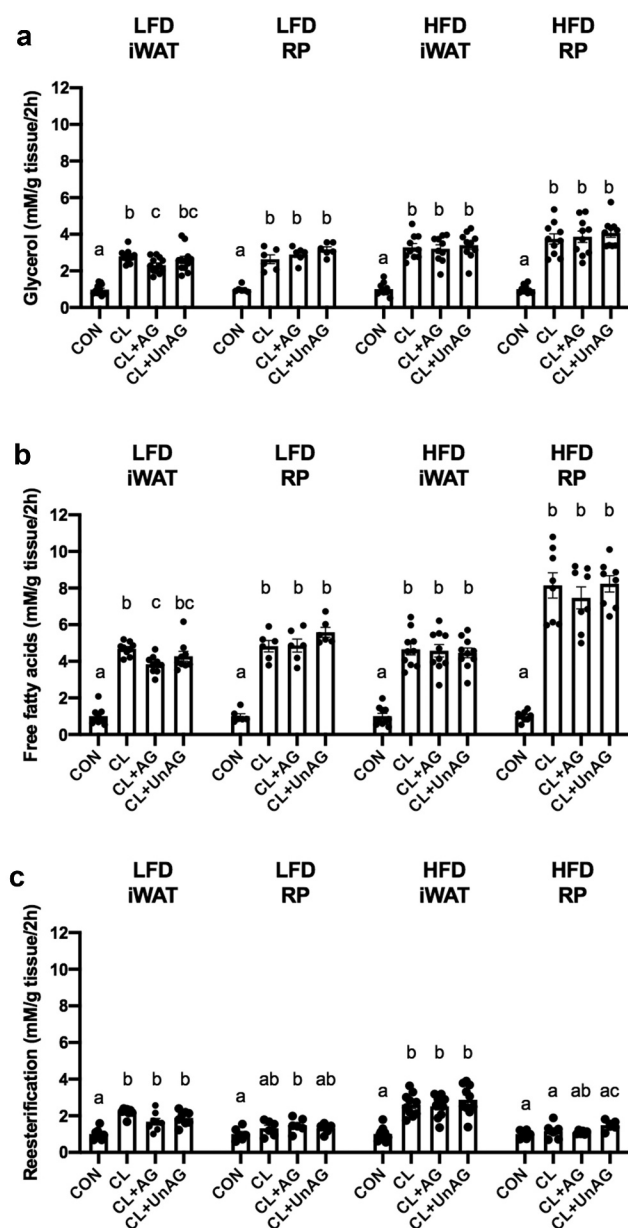 a
LFD LFD HFD HFD
iWAT RP iWAT RP
Glycerol (mM/g tissue/2h)
12
10
8
6
4
2
0
a b c bc a b b b a b b b a b b b
CON CL CL+AG CL+UnAG CON CL CL+AG CL+UnAG CON CL CL+AG CL+UnAG CON CL CL+AG CL+UnAG
b
LFD LFD HFD HFD
iWAT RP iWAT RP
Free fatty acids (mM/g tissue/2h)
12
10
8
6
4
2
0
a b c bc a b b b a b b b a b b b
CON CL CL+AG CL+UnAG CON CL CL+AG CL+UnAG CON CL CL+AG CL+UnAG CON CL CL+AG CL+UnAG
c
LFD LFD HFD HFD
iWAT RP iWAT RP
Reesterification (mM/g tissue/2h)
12
10
8
6
4
2
0
a b b b a ab b ab a b b b a a ab ac
CON CL CL+AG CL+UnAG CON CL CL+AG CL+UnAG CON CL CL+AG CL+UnAG CON CL CL+AG CL+UnAG